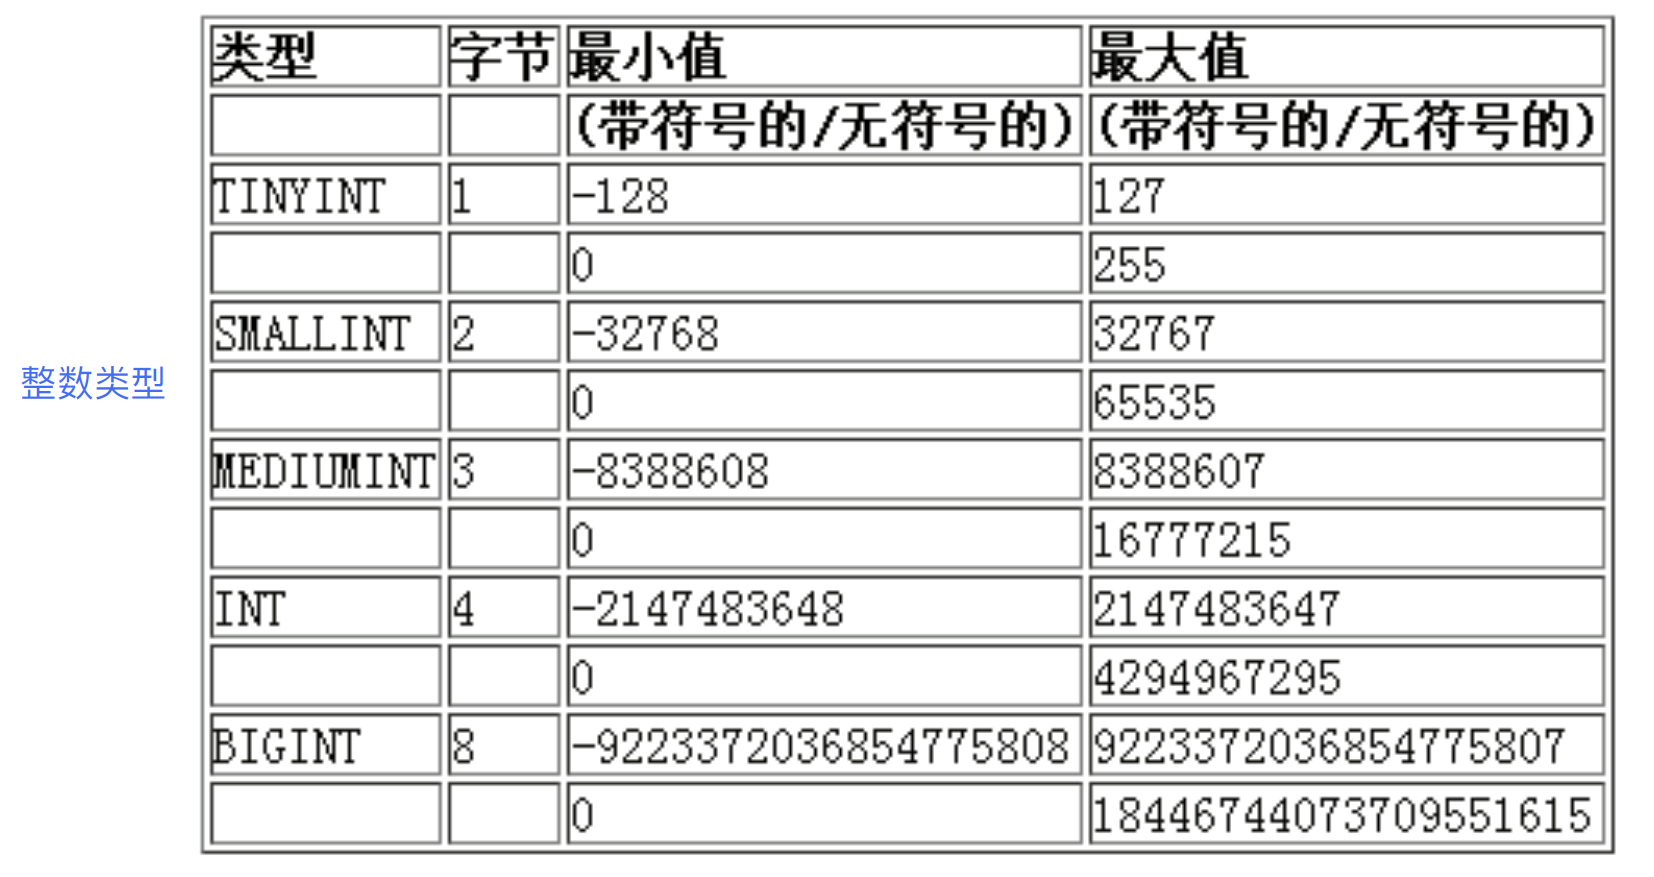 类型 字节 最小值 最大值
(带符号的/无符号的) (带符号的/无符号的)
TINYINT 1 -128 127
0 255
SMALLINT 2 -32768 32767
0 65535
整数类型
MEDIUMINT 3 -8388608 8388607
0 16777215
INT 4 -2147483648 2147483647
0 4294967295
BIGINT 8 -9223372036854775808 9223372036854775807
0 18446744073709551615